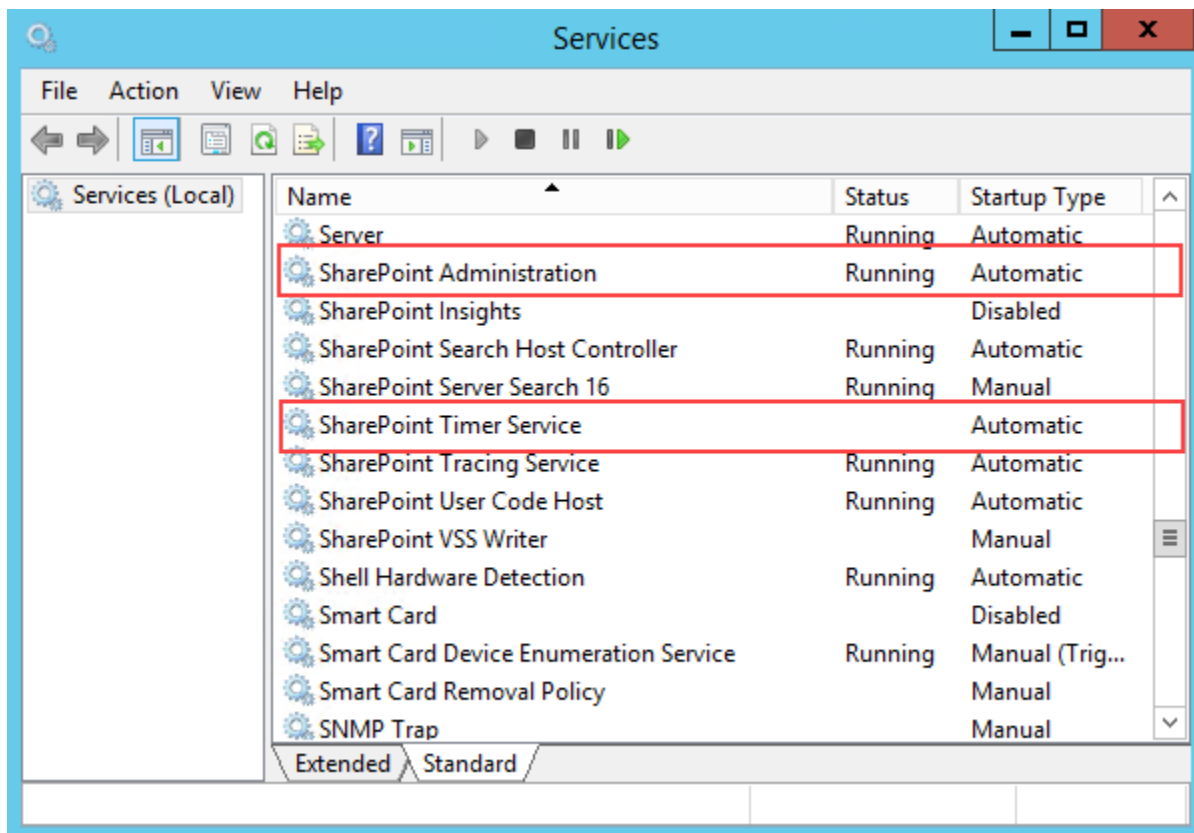 Services
File Action View Help
Services (Local)
Name Status Startup Type
Server Running Automatic
SharePoint Administration Running Automatic
SharePoint Insights Disabled
SharePoint Search Host Controller Running Automatic
SharePoint Server Search 16 Running Manual
SharePoint Timer Service Automatic
SharePoint Tracing Service Running Automatic
SharePoint User Code Host Running Automatic
SharePoint VSS Writer Manual
Shell Hardware Detection Running Automatic
Smart Card Disabled
Smart Card Device Enumeration Service Running Manual (Trig...
Smart Card Removal Policy Manual
SNMP Trap Manual
Extended Standard